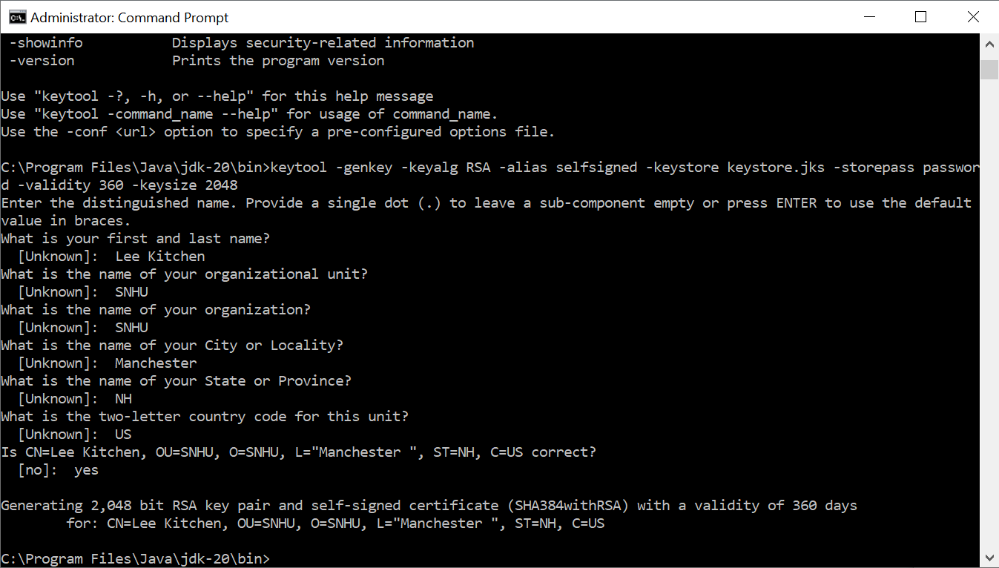 Administrator: Command Prompt
-showinfo           Displays security-related information
-version            Prints the program version
Use "keytool -?, -h, or --help" for this help message
Use "keytool -command_name --help" for usage of command_name.
Use the -conf <url> option to specify a pre-configured options file.
C:\Program Files\Java\jdk-20\bin>keytool -genkey -keyalg RSA -alias selfsigned -keystore keystore.jks -storepass passwor
d -validity 360 -keysize 2048
Enter the distinguished name. Provide a single dot (.) to leave a sub-component empty or press ENTER to use the default
value in braces.
What is your first and last name?
  [Unknown]:  Lee Kitchen
What is the name of your organizational unit?
  [Unknown]:  SNHU
What is the name of your organization?
  [Unknown]:  SNHU
What is the name of your City or Locality?
  [Unknown]:  Manchester
What is the name of your State or Province?
  [Unknown]:  NH
What is the two-letter country code for this unit?
  [Unknown]:  US
Is CN=Lee Kitchen, OU=SNHU, O=SNHU, L="Manchester ", ST=NH, C=US correct?
  [no]:  yes
Generating 2,048 bit RSA key pair and self-signed certificate (SHA384withRSA) with a validity of 360 days
        for: CN=Lee Kitchen, OU=SNHU, O=SNHU, L="Manchester ", ST=NH, C=US
C:\Program Files\Java\jdk-20\bin>